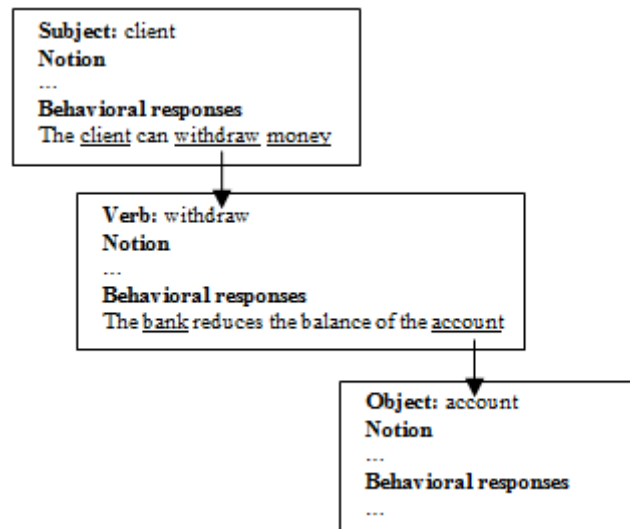 Subject: client
Notion
...
Behavioral responses
The client can withdraw money
Verb: withdraw
Notion
...
Behavioral responses
The bank reduces the balance of the account
Object: account
Notion
...
Behavioral responses
...